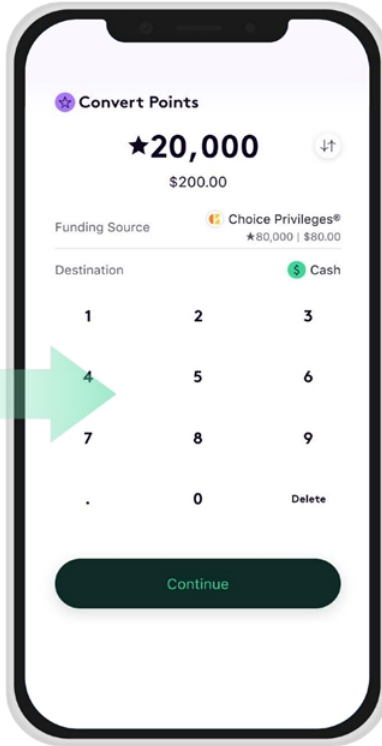 Convert Points
★20,000
$200.00
Funding Source
Choice Privileges®
★80,000 | $80.00
Destination
$ Cash
1 2 3
4 5 6
7 8 9
. 0 Delete
Continue